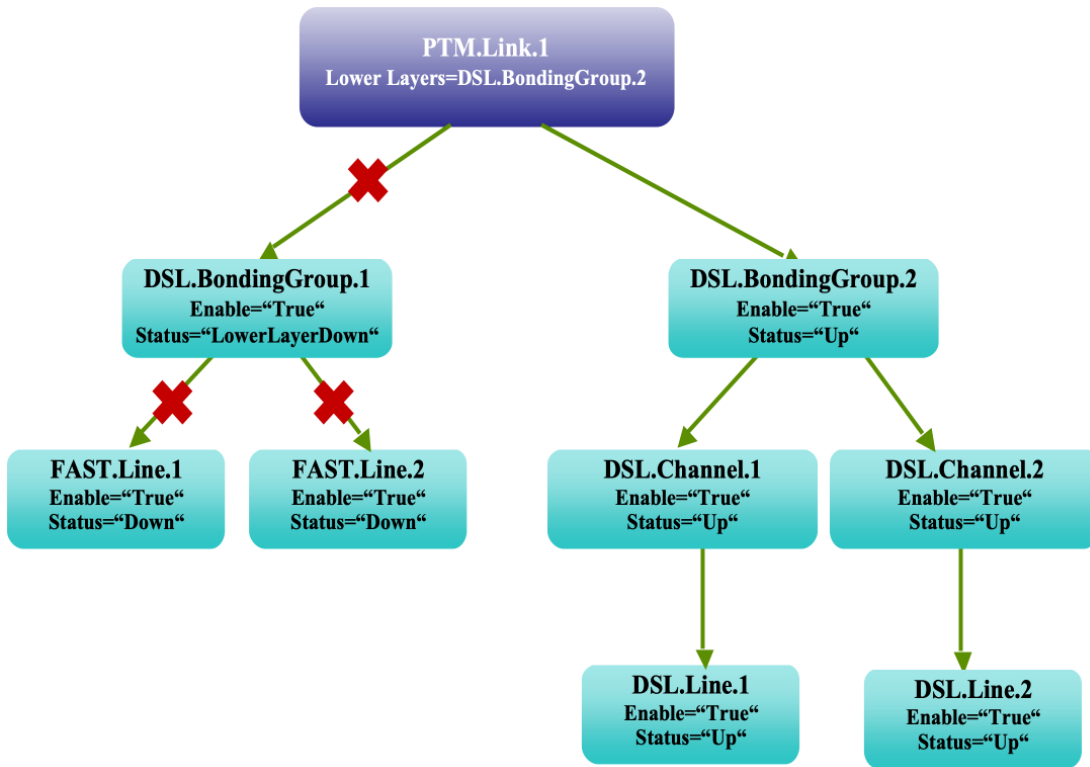 PTM.Link.1
Lower Layers=DSL.BondingGroup.2
DSL.BondingGroup.1
Enable=“True“
Status=“LowerLayerDown“
DSL.BondingGroup.2
Enable=“True“
Status=“Up“
FAST.Line.1
Enable=“True“
Status=“Down“
FAST.Line.2
Enable=“True“
Status=“Down“
DSL.Channel.1
Enable=“True“
Status=“Up“
DSL.Channel.2
Enable=“True“
Status=“Up“
DSL.Line.1
Enable=“True“
Status=“Up“
DSL.Line.2
Enable=“True“
Status=“Up“